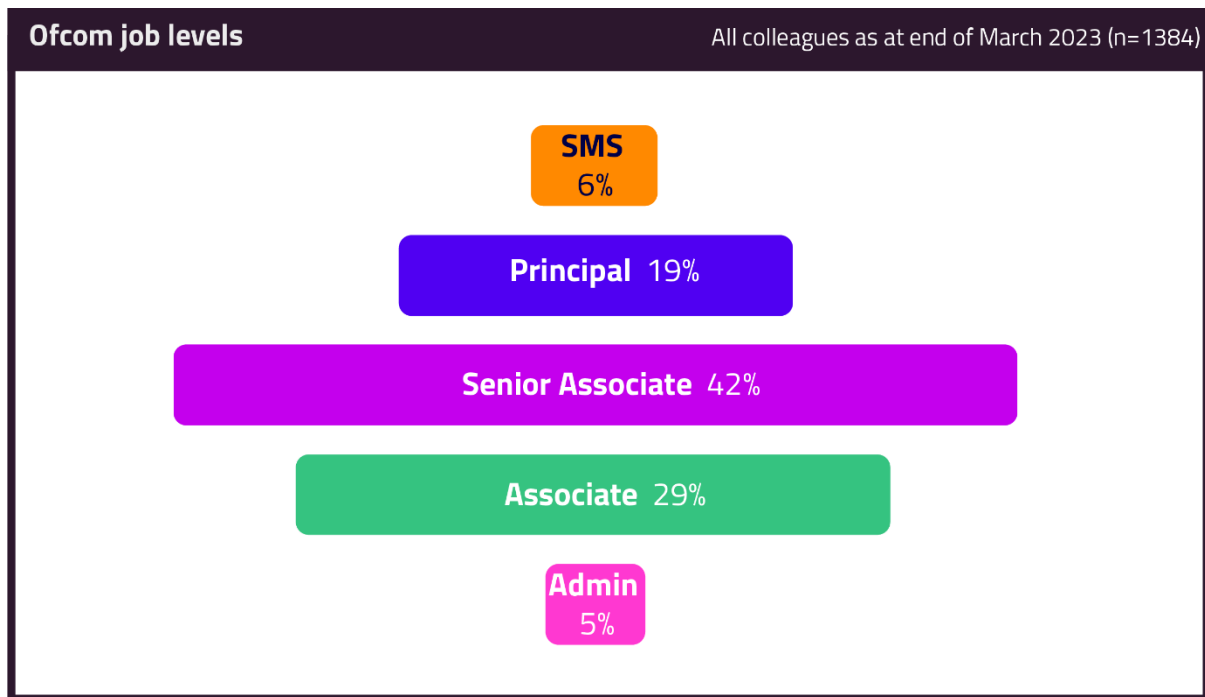 Ofcom job levels
All colleagues as at end of March 2023 (n=1384)
SMS
6%
Principal 19%
Senior Associate 42%
Associate 29%
Admin
5%